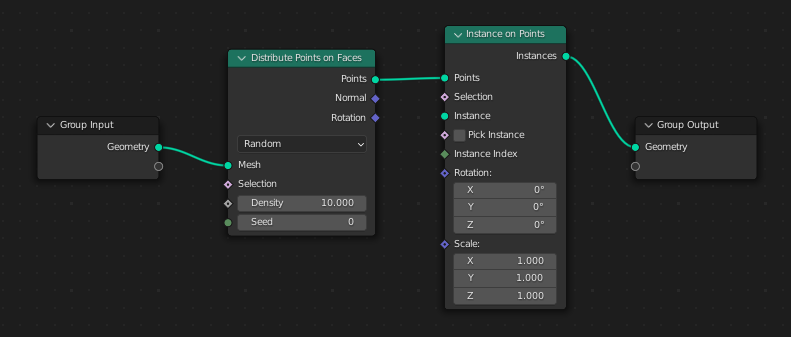 Group Input
Geometry
Distribute Points on Faces
Points
Normal
Rotation
Random
Mesh
Selection
Density 10.000
Seed 0
Instance on Points
Instances
Points
Selection
Instance
Pick Instance
Instance Index
Rotation:
X 0°
Y 0°
Z 0°
Scale:
X 1.000
Y 1.000
Z 1.000
Group Output
Geometry